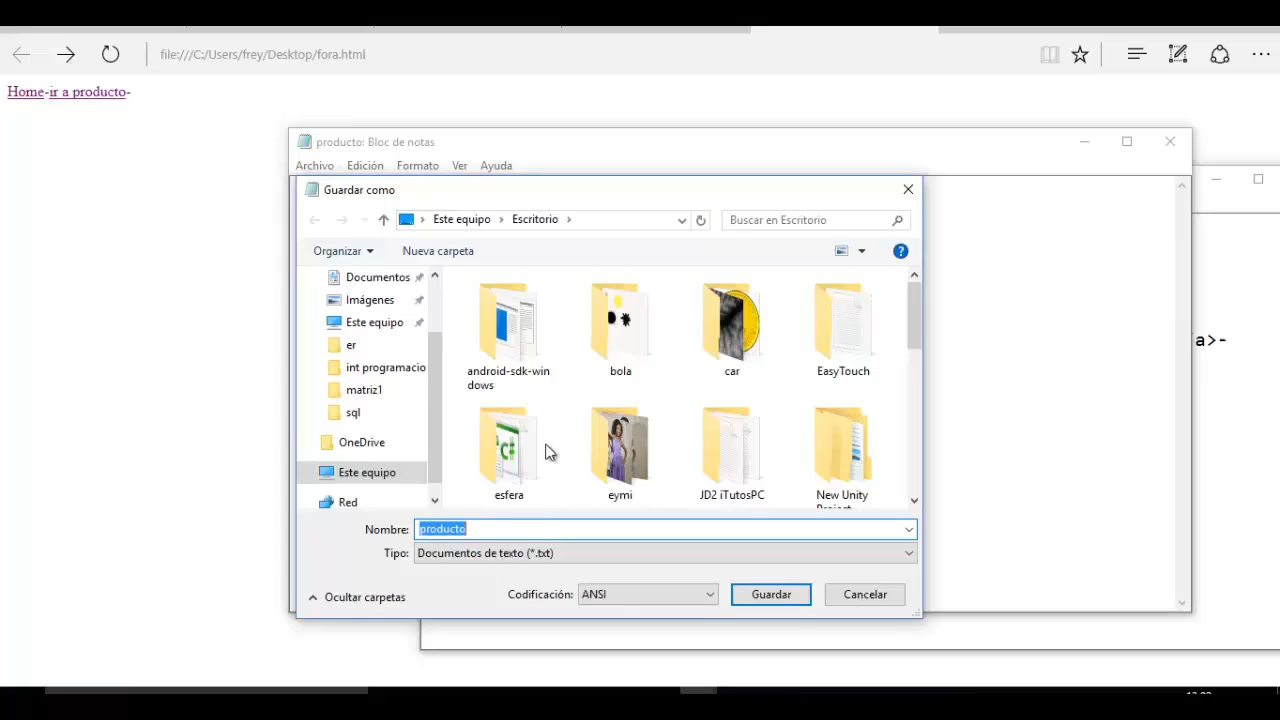 file:///C:/Users/frey/Desktop/fora.html
Home-ir a producto-
producto: Bloc de notas
Archivo Edición Formato Ver Ayuda
Guardar como
Este equipo > Escritorio >
Buscar en Escritorio
Organizar Nueva carpeta
Documentos
Imágenes
Este equipo
er
int programacio
matriz1
sql
OneDrive
Este equipo
Red
android-sdk-win
dows
bola
car
EasyTouch
esfera
eymi
JD2 iTutosPC
New Unity
Project
a>-
Nombre: producto
Tipo: Documentos de texto (*.txt)
Ocultar carpetas
Codificación: ANSI
Guardar
Cancelar